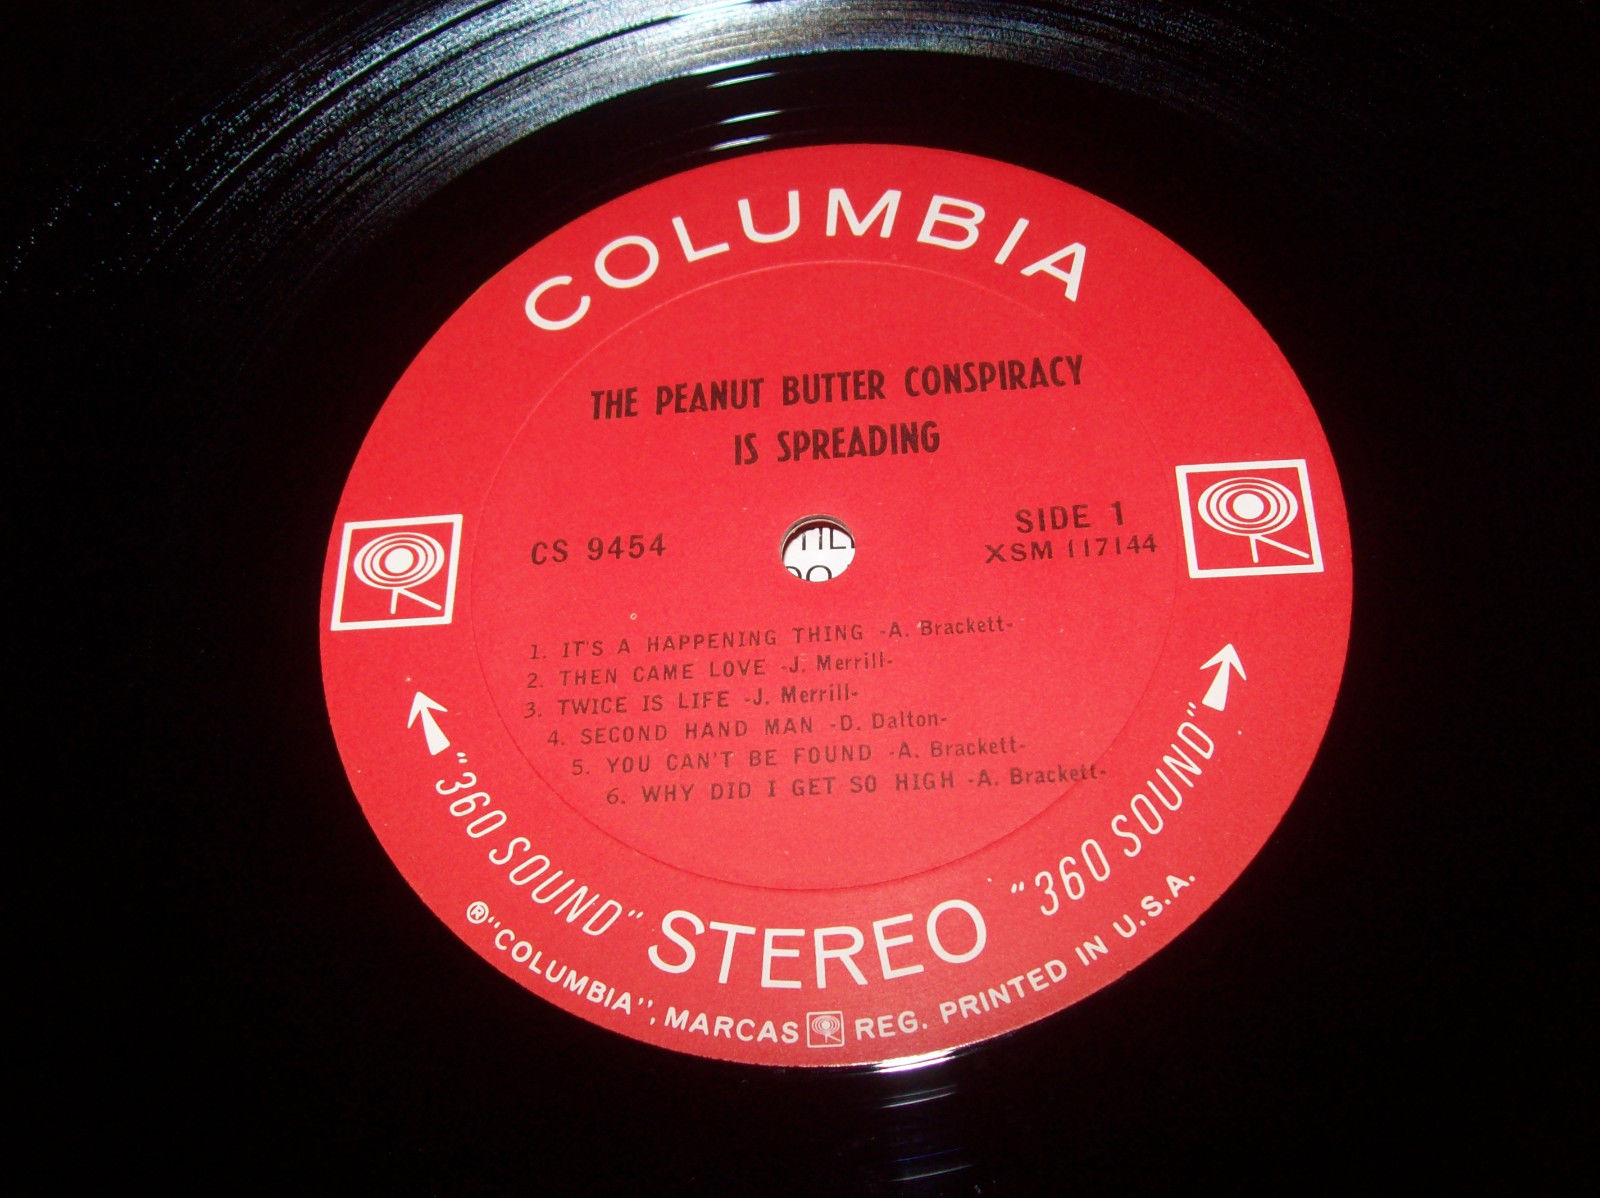 COLUMBIA
THE PEANUT BUTTER CONSPIRACY
IS SPREADING
CS 9454
SIDE 1
XSM 117144
1. IT'S A HAPPENING THING -A. Brackett-
2. THEN CAME LOVE -J. Merrill-
3. TWICE IS LIFE -J. Merrill-
4. SECOND HAND MAN -D. Dalton-
5. YOU CAN'T BE FOUND -A. Brackett-
6. WHY DID I GET SO HIGH -A. Brackett-
"360 SOUND" STEREO "360 SOUND"
® "COLUMBIA", MARCAS REG. PRINTED IN U.S.A.